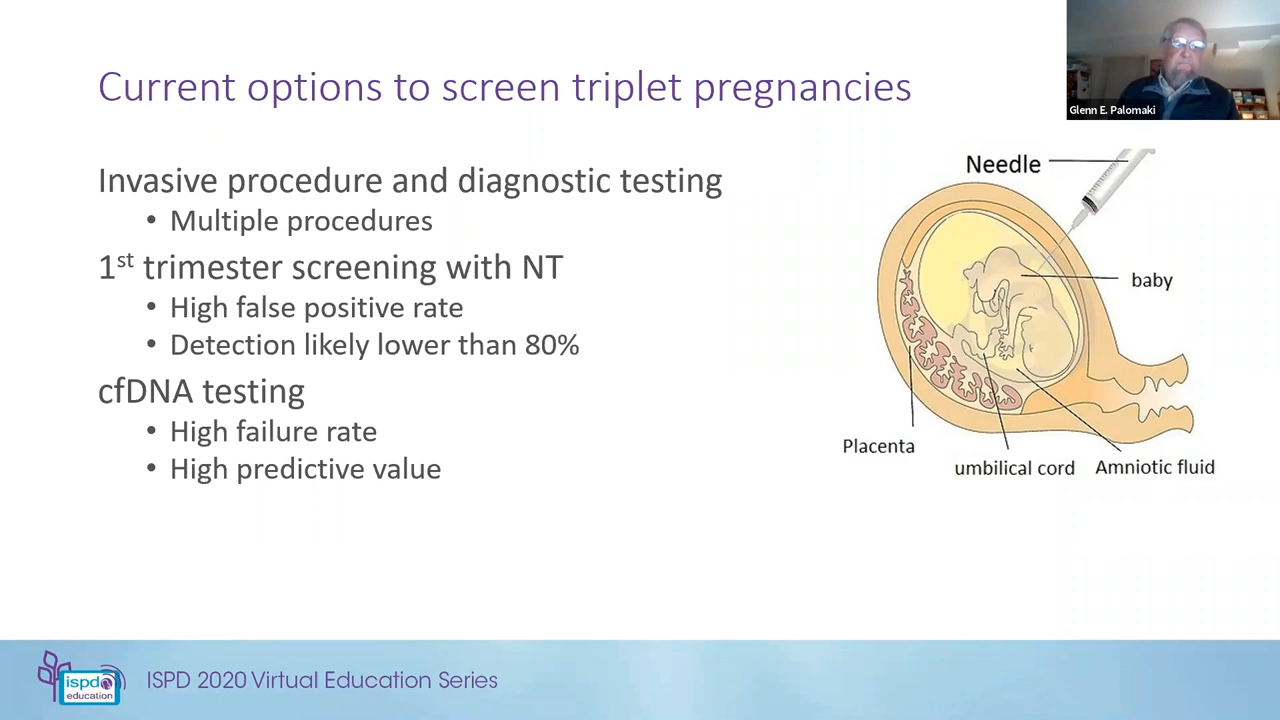 Current options to screen triplet pregnancies
Glenn E. Palomaki
Invasive procedure and diagnostic testing
• Multiple procedures
1st trimester screening with NT
• High false positive rate
• Detection likely lower than 80%
cfDNA testing
• High failure rate
• High predictive value
Needle
baby
Placenta
umbilical cord
Amniotic fluid
ispd
education
ISPD 2020 Virtual Education Series